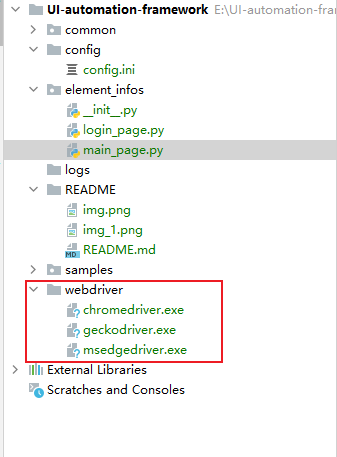 UI-automation-framework E:\UI-automation-fra
common
config
config.ini
element_infos
__init__.py
login_page.py
main_page.py
logs
README
img.png
img_1.png
MD README.md
samples
webdriver
chromedriver.exe
geckodriver.exe
msedgedriver.exe
External Libraries
Scratches and Consoles